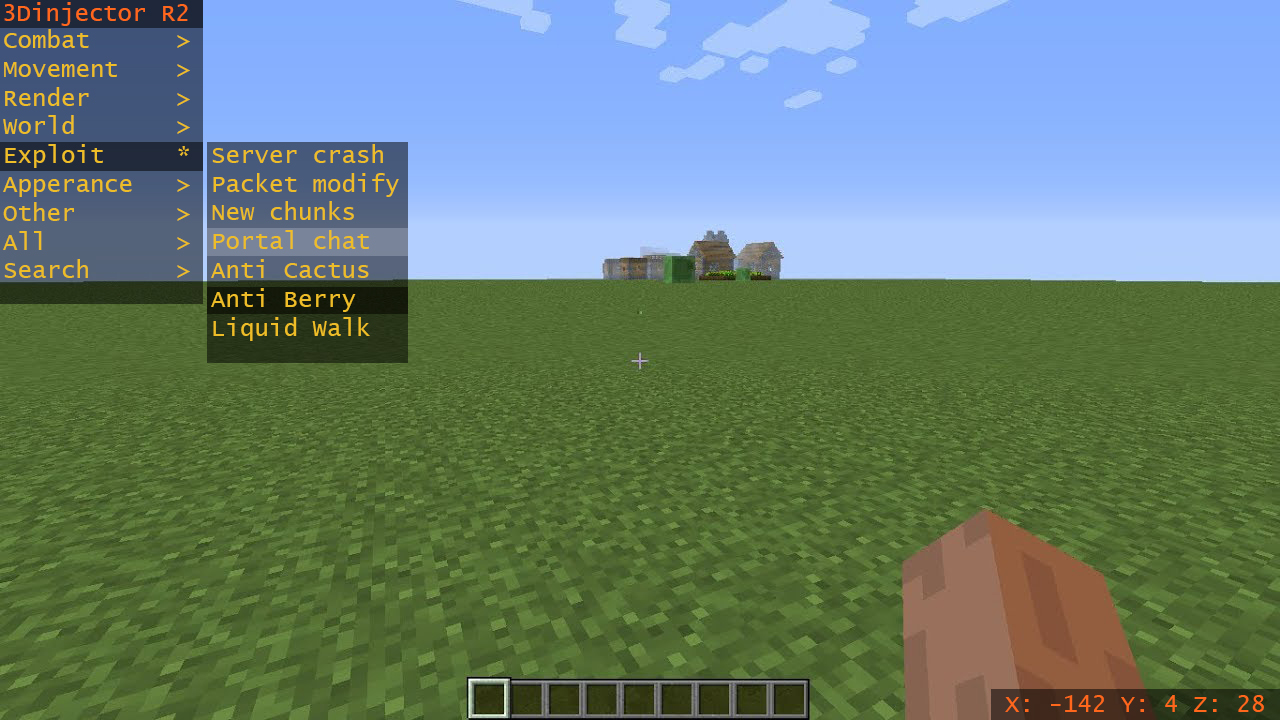 3Dinjector R2
Combat >
Movement >
Render >
World >
Exploit *
Apperance >
Other >
All >
Search >
Server crash
Packet modify
New chunks
Portal chat
Anti Cactus
Anti Berry
Liquid Walk
X: -142 Y: 4 Z: 28